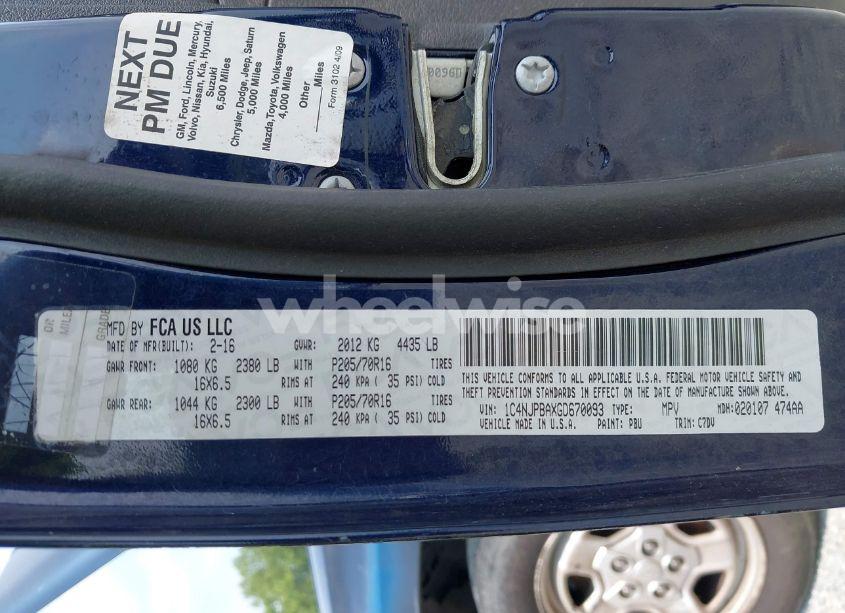 NEXT
PM DUE
GM, Ford, Lincoln, Mercury,
Volvo, Nissan, Kia, Hyundai,
Suzuki
6,500 Miles
Chrysler, Dodge, Jeep, Saturn
5,000 Miles
Mazda, Toyota, Volkswagen
4,000 Miles
Other
Miles
Form 3102 4/09
0096D
wheelwise
OR
MILES
GRADE
MFD BY FCA US LLC
DATE OF MFR(BUILT): 2-16 GVWR: 2012 KG 4435 LB
GAWR FRONT: 1080 KG 2380 LB WITH P205/70R16 TIRES
16X6.5 RIMS AT 240 KPA ( 35 PSI) COLD
GAWR REAR: 1044 KG 2300 LB WITH P205/70R16 TIRES
16X6.5 RIMS AT 240 KPA ( 35 PSI) COLD
THIS VEHICLE CONFORMS TO ALL APPLICABLE U.S.A. FEDERAL MOTOR VEHICLE SAFETY AND
THEFT PREVENTION STANDARDS IN EFFECT ON THE DATE OF MANUFACTURE SHOWN ABOVE.
VIN: 1C4NJPBAXGD670093 TYPE: MPV MDH: 020107 474AA
VEHICLE MADE IN U.S.A. PAINT: PBU TRIM: C7DV